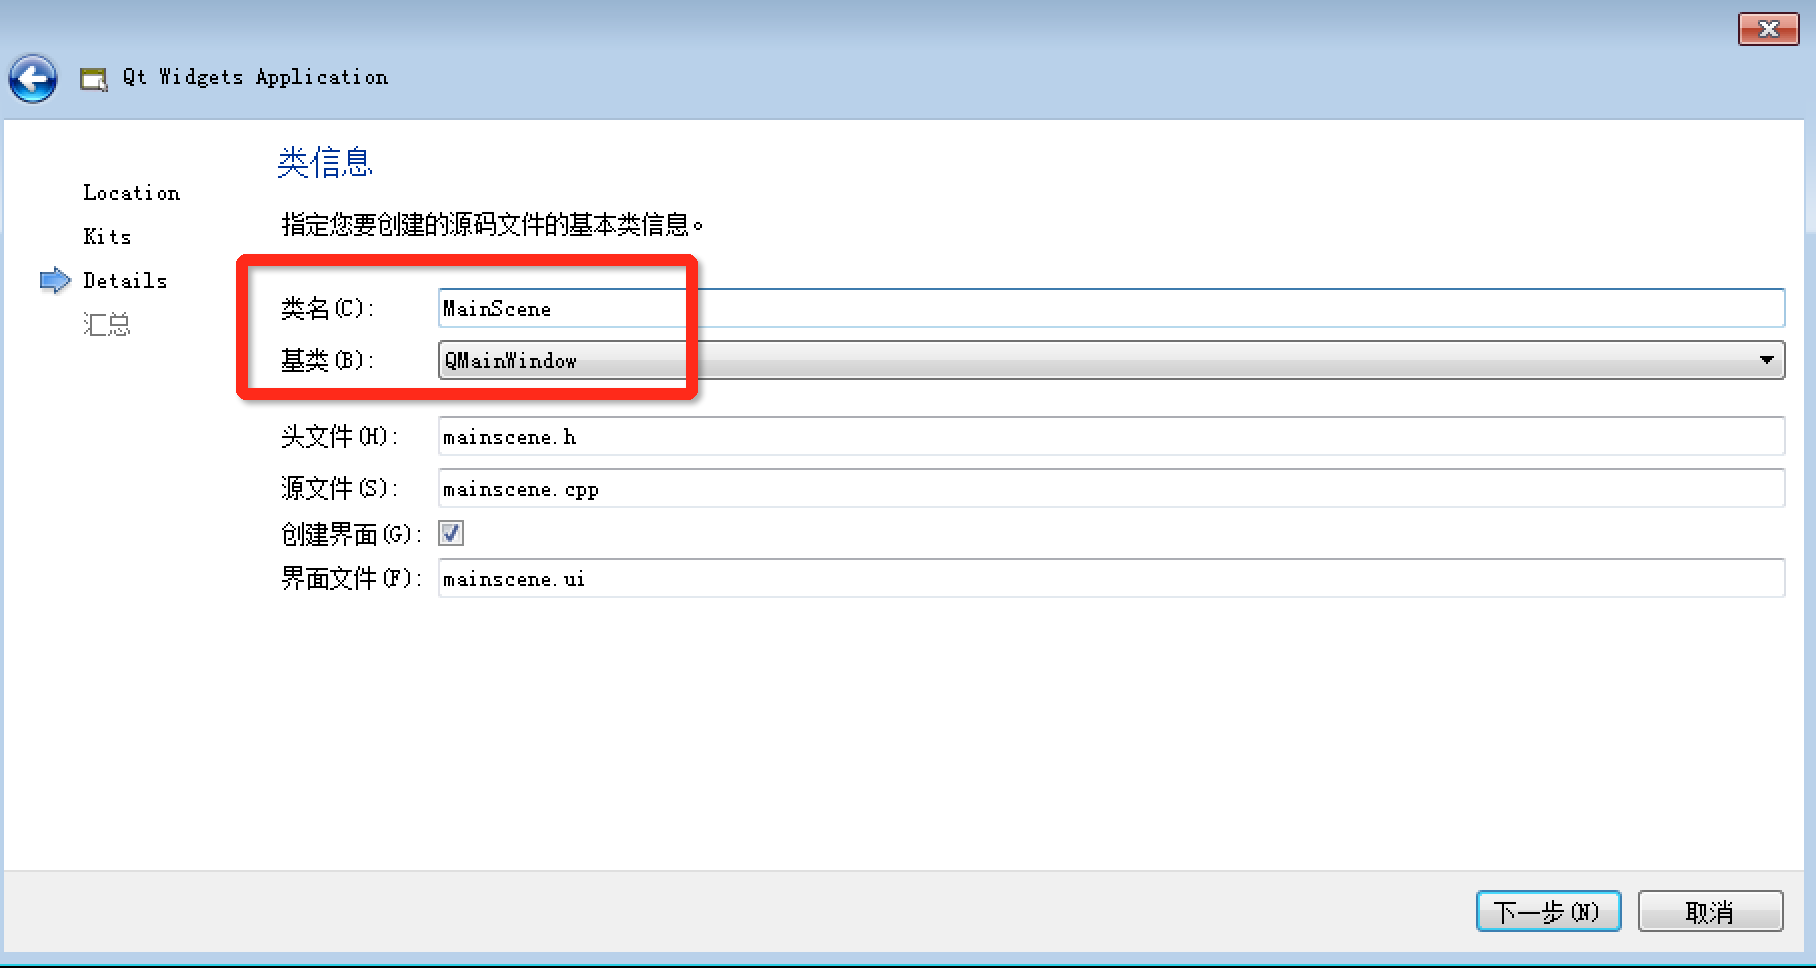 Qt Widgets Application
Location
Kits
Details
汇总
类信息
指定您要创建的源码文件的基本类信息。
类名(C): MainScene
基类(B): QMainWindow
头文件(H): mainscene.h
源文件(S): mainscene.cpp
创建界面(G):
界面文件(F): mainscene.ui
下一步(N) 取消